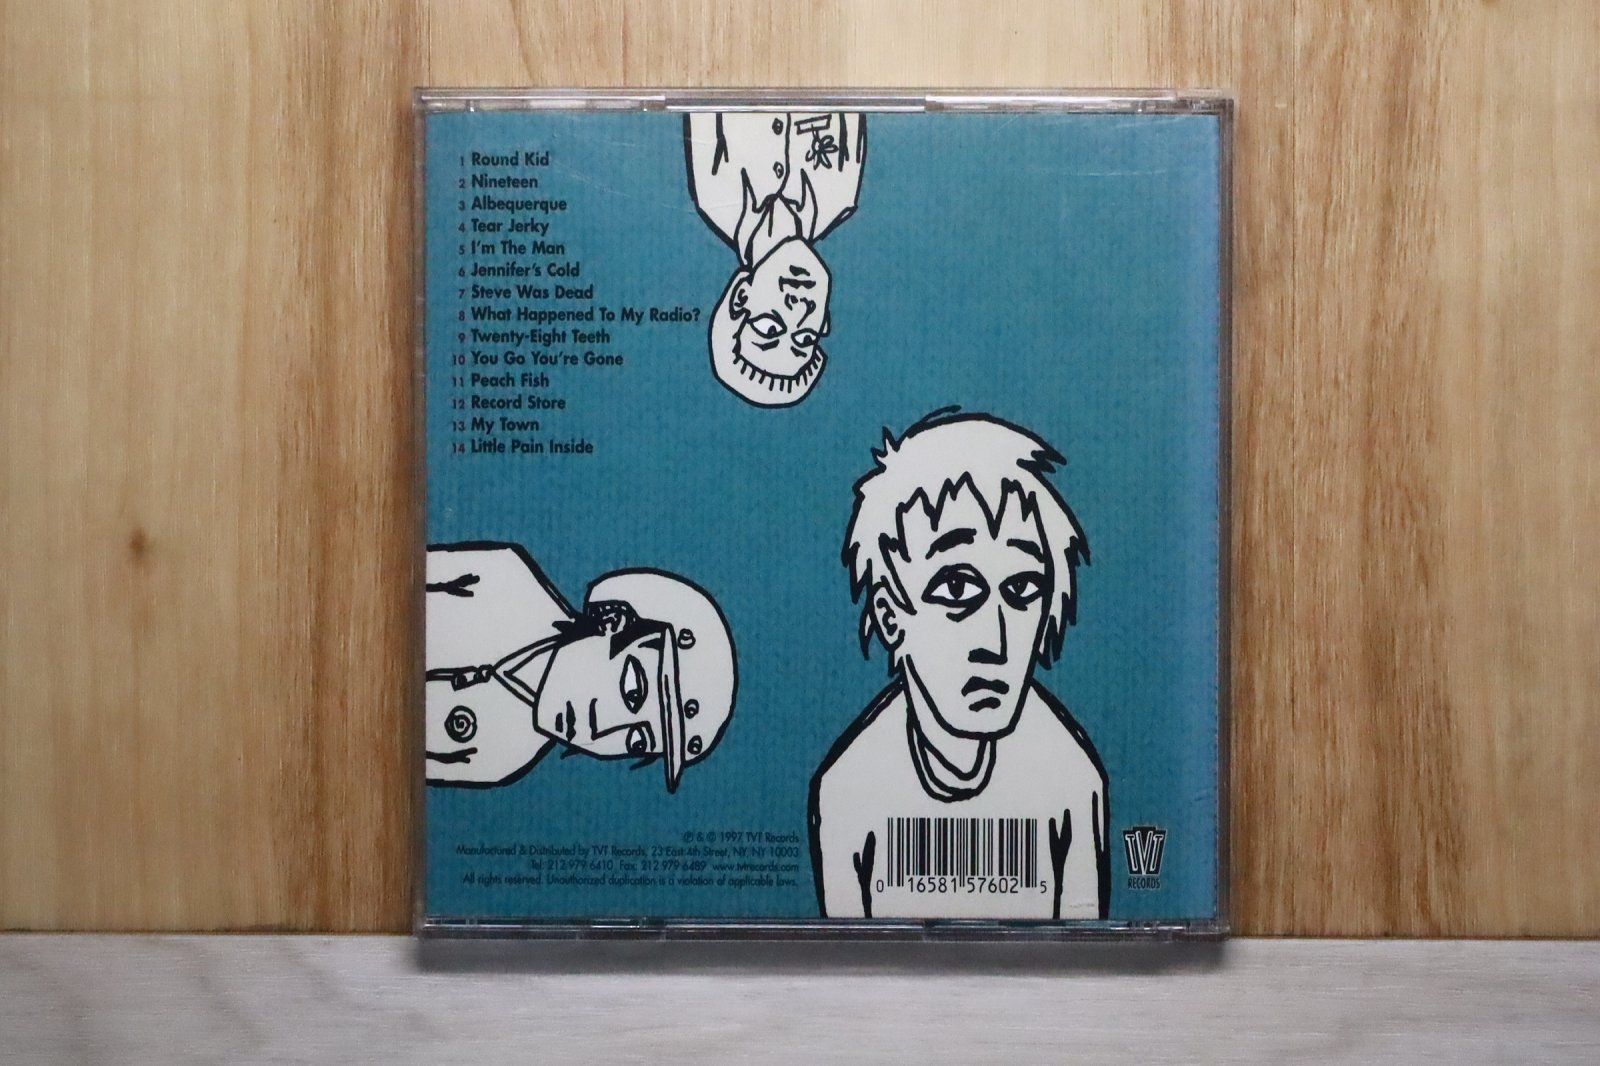 1 Round Kid
2 Nineteen
3 Albequerque
4 Tear Jerky
5 I'm The Man
6 Jennifer's Cold
7 Steve Was Dead
8 What Happened To My Radio?
9 Twenty-Eight Teeth
10 You Go You're Gone
11 Peach Fish
12 Record Store
13 My Town
14 Little Pain Inside
℗ & © 1997 TVT Records
Manufactured & Distributed by TVT Records, 23 East 4th Street, NY, NY 10003
Tel: 212 979 6410 Fax: 212 979 6489 www.tvtrecords.com
All rights reserved. Unauthorized duplication is a violation of applicable laws.
0 16581 57602 5
TVT
RECORDS